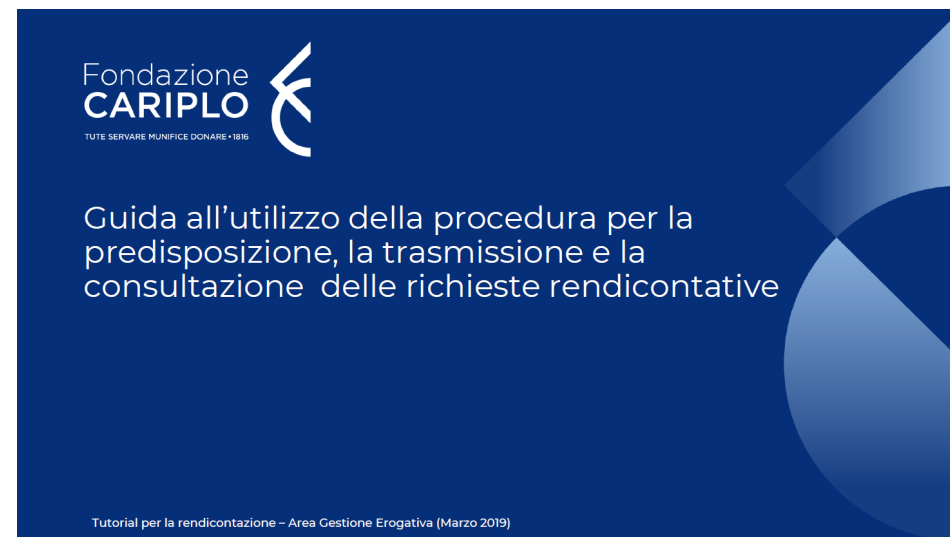 Fondazione
CARIPLO
TUTE SERVARE MUNIFICE DONARE • 1816
Guida all’utilizzo della procedura per la
predisposizione, la trasmissione e la
consultazione delle richieste rendicontative
Tutorial per la rendicontazione – Area Gestione Erogativa (Marzo 2019)